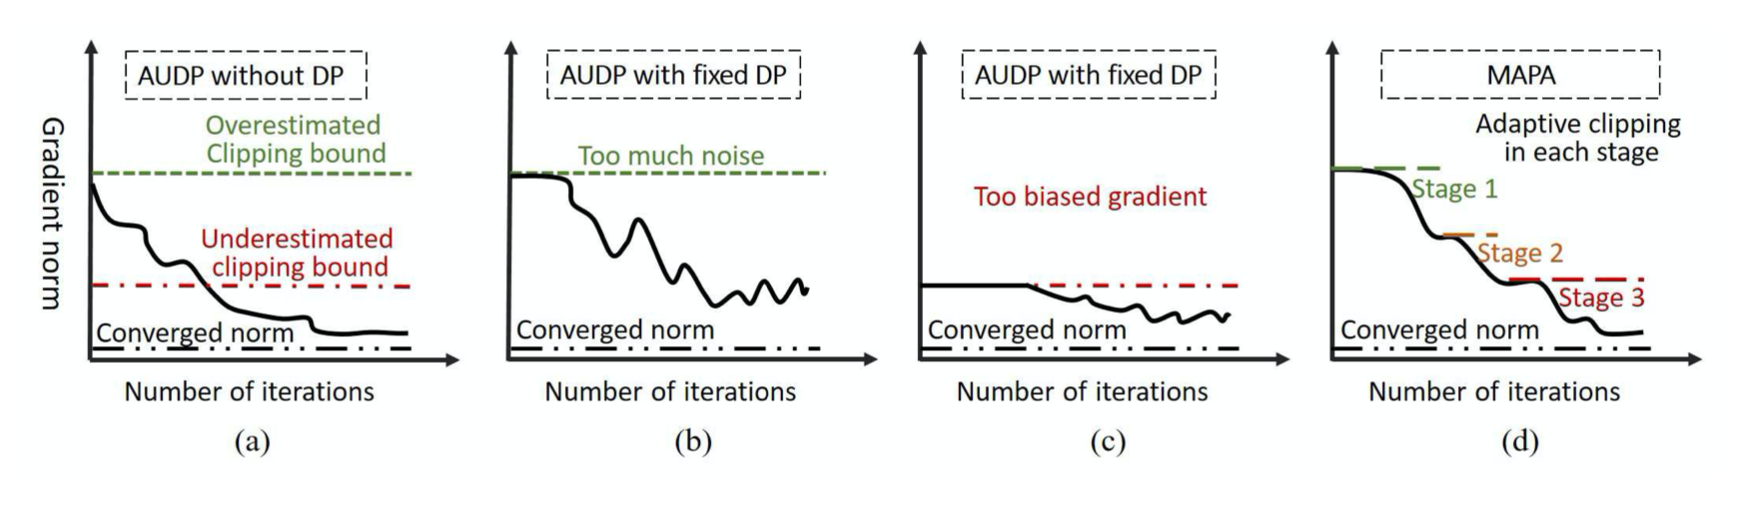 Gradient norm
AUDP without DP
Overestimated
Clipping bound
Underestimated
clipping bound
Converged norm
Number of iterations
(a)
AUDP with fixed DP
Too much noise
Converged norm
Number of iterations
(b)
AUDP with fixed DP
Too biased gradient
Converged norm
Number of iterations
(c)
MAPA
Adaptive clipping
in each stage
Stage 1
Stage 2
Stage 3
Converged norm
Number of iterations
(d)